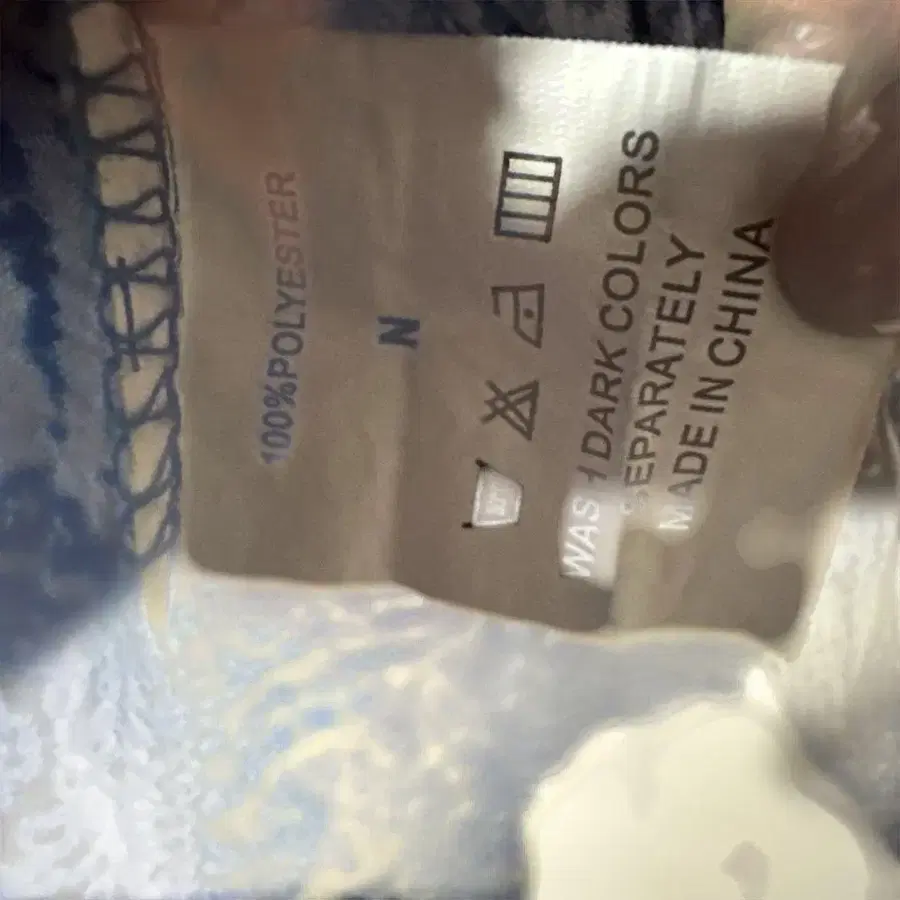 100%POLYESTER
WASH DARK COLORS
SEPARATELY
MADE IN CHINA